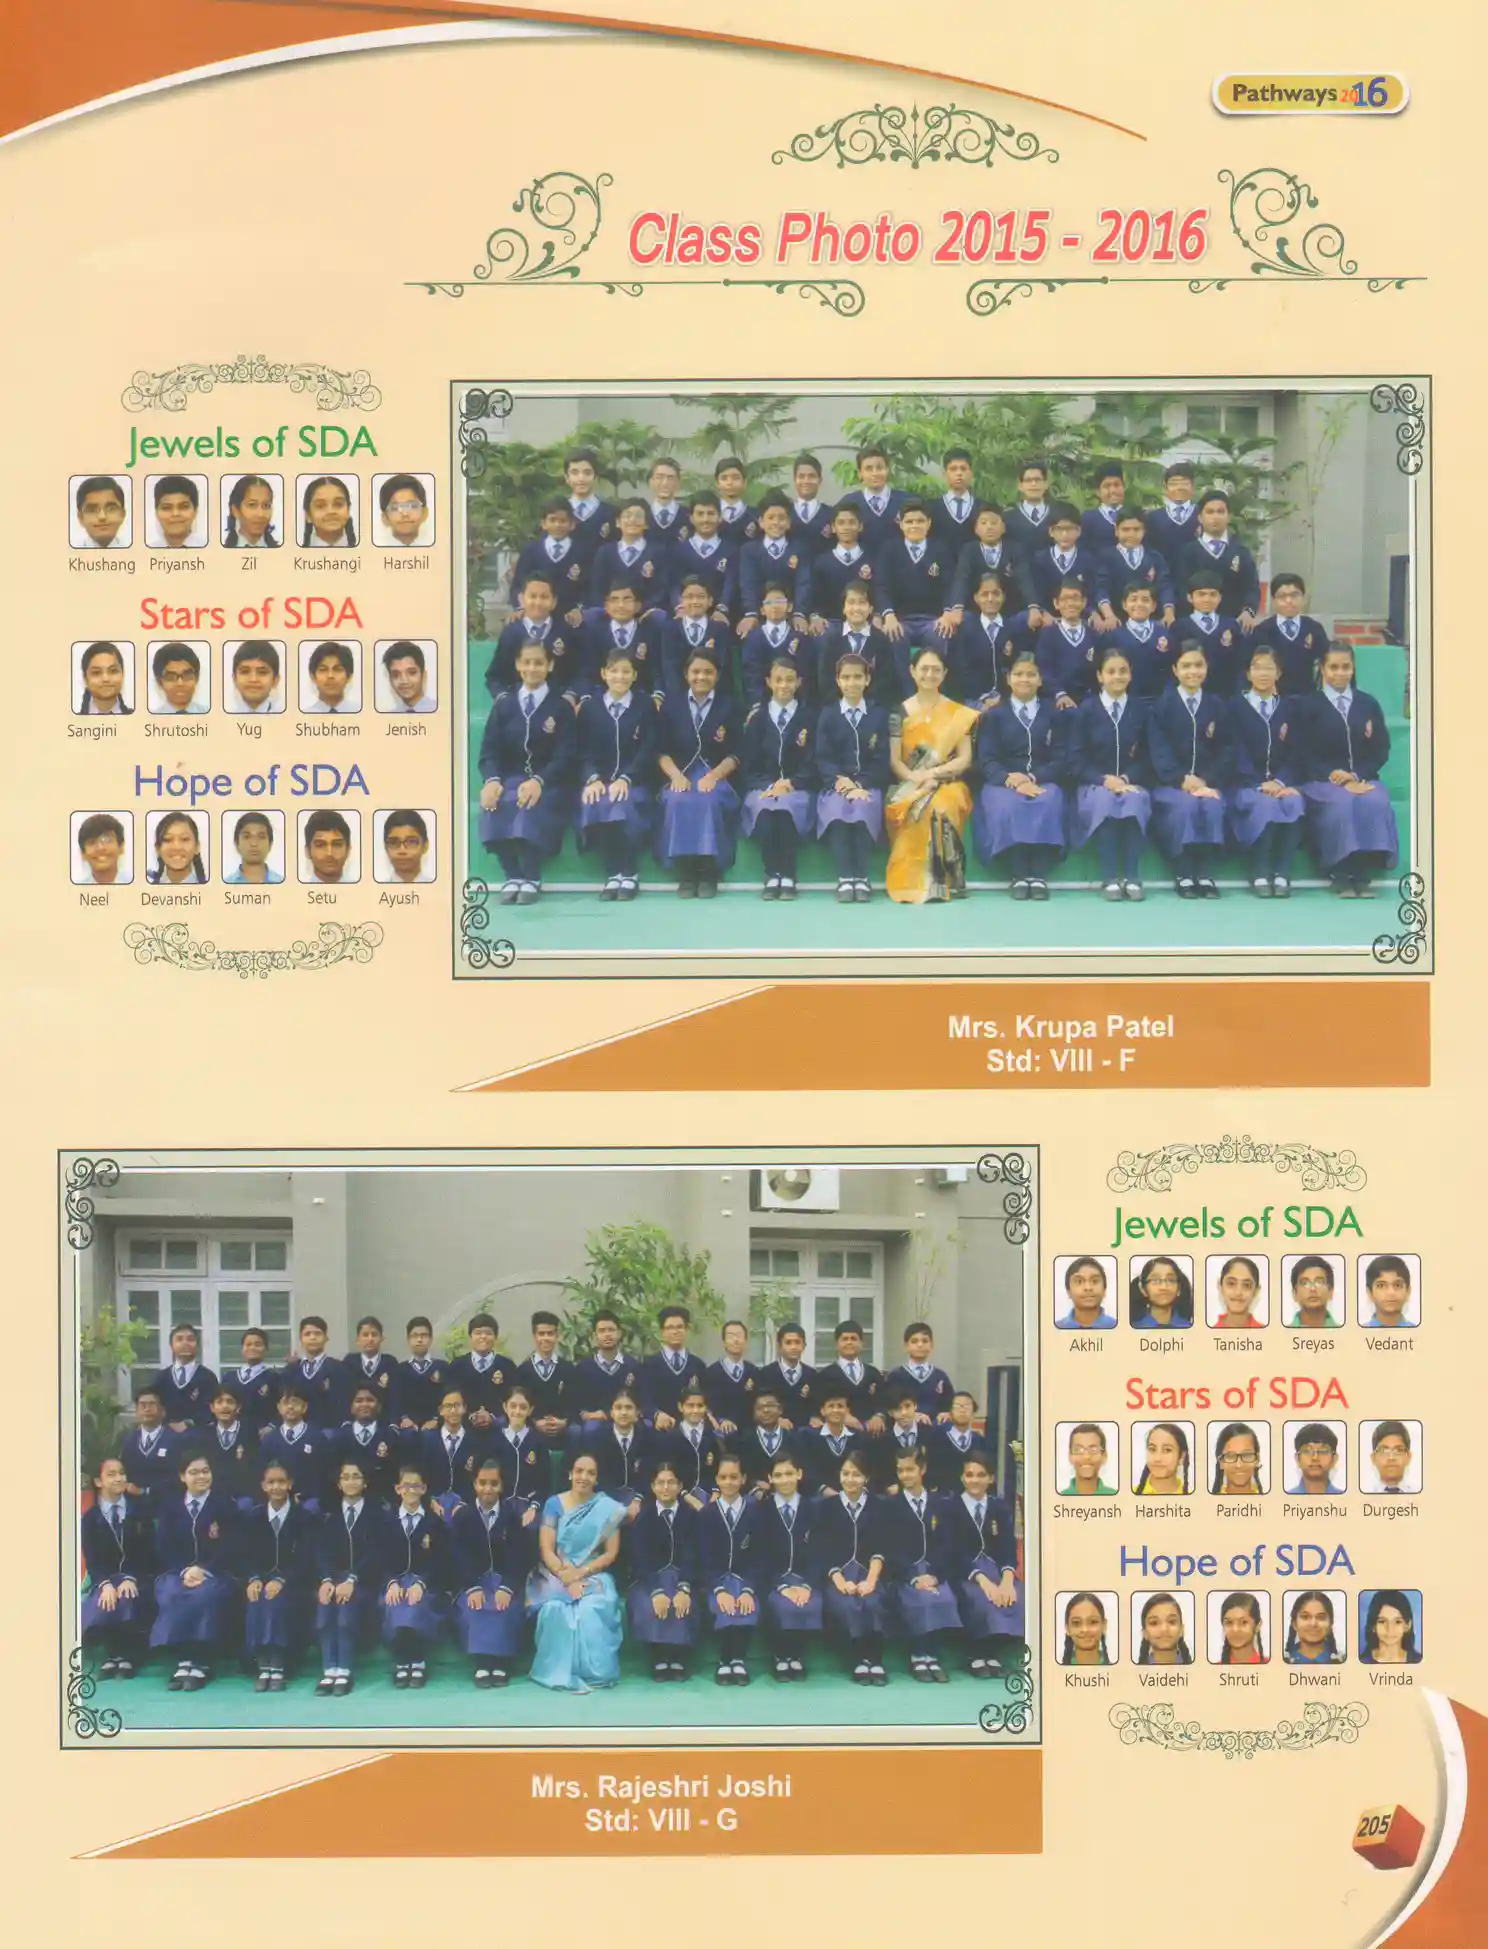 Pathways 2016
Class Photo 2015 - 2016
Jewels of SDA
Khushang Priyansh Zil Krushangi Harshil
Stars of SDA
Sangini Shrutoshi Yug Shubham Jenish
Hope of SDA
Neel Devanshi Suman Setu Ayush
Mrs. Krupa Patel
Std: VIII - F
Jewels of SDA
Akhil Dolphi Tanisha Sreyas Vedant
Stars of SDA
Shreyansh Harshita Paridhi Priyanshu Durgesh
Hope of SDA
Khushi Vaidehi Shruti Dhwani Vrinda
Mrs. Rajeshri Joshi
Std: VIII - G
205